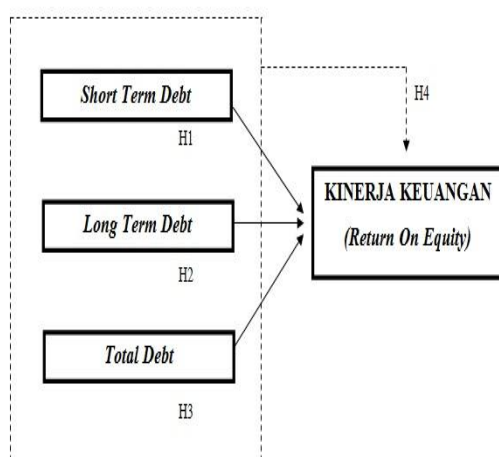 Short Term Debt
H1
H4
KINERJA KEUANGAN
(Return On Equity)
Long Term Debt
H2
Total Debt
H3